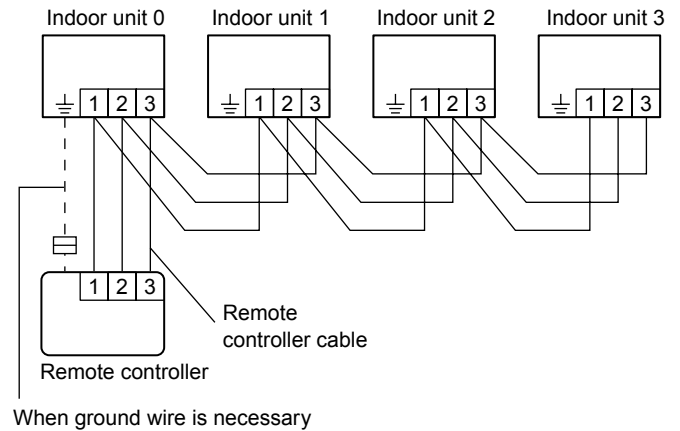 Indoor unit 0 Indoor unit 1 Indoor unit 2 Indoor unit 3
1 2 3 1 2 3 1 2 3 1 2 3
1 2 3
Remote
controller cable
Remote controller
When ground wire is necessary